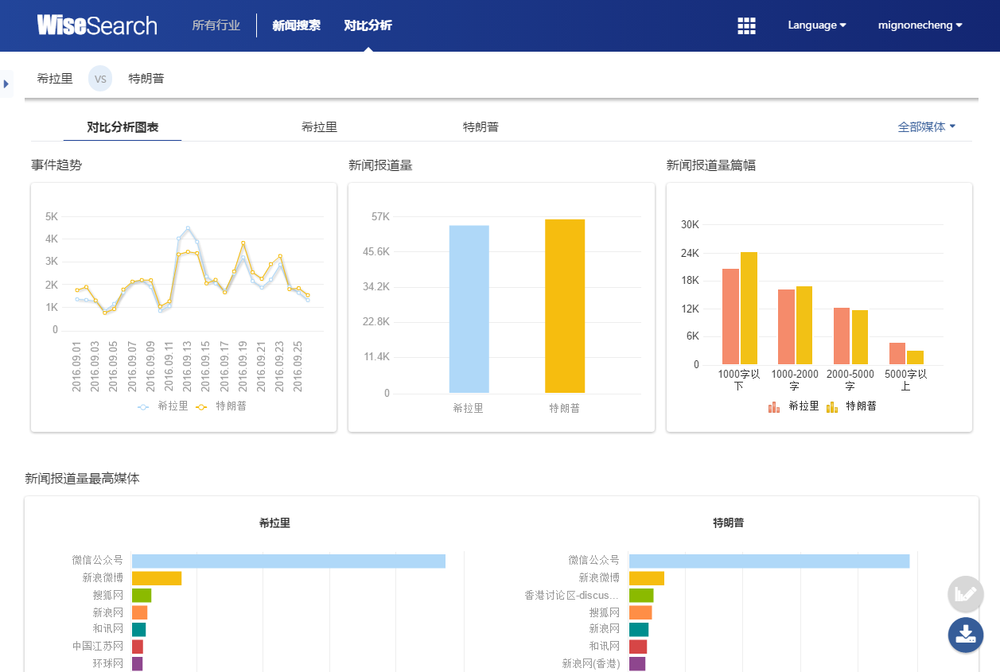 WiseSearch 所有行业 新闻搜索 对比分析 Language mignonecheng
希拉里 VS 特朗普
对比分析图表 希拉里 特朗普 全部媒体
事件趋势 新闻报道量 新闻报道量篇幅
5K
4K
3K
2K
1K
0
2016.09.01
2016.09.03
2016.09.05
2016.09.07
2016.09.09
2016.09.11
2016.09.13
2016.09.15
2016.09.17
2016.09.19
2016.09.21
2016.09.23
2016.09.25
希拉里 特朗普
57K
45.6K
34.2K
22.8K
11.4K
0
希拉里 特朗普
30K
24K
18K
12K
6K
0
1000字以下
1000-2000字
2000-5000字
5000字以上
希拉里 特朗普
新闻报道量最高媒体
希拉里
微信公众号
新浪微博
搜狐网
新浪网
和讯网
中国江苏网
环球网
特朗普
微信公众号
新浪微博
香港讨论区-discus...
搜狐网
新浪网
和讯网
新浪网(香港)